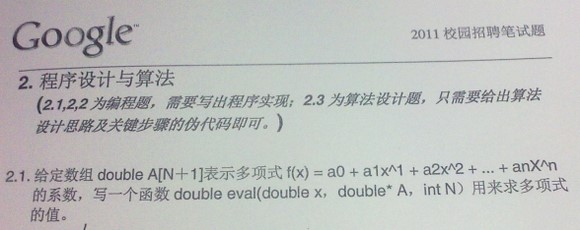 Google™
2011 校园招聘笔试题
2. 程序设计与算法
(2.1,2,2 为编程题，需要写出程序实现；2.3 为算法设计题，只需要给出算法
设计思路及关键步骤的伪代码即可。)
2.1. 给定数组 double A[N+1]表示多项式 f(x) = a0 + a1x^1 + a2x^2 + ... + anX^n
的系数，写一个函数 double eval(double x，double* A，int N）用来求多项式
的值。